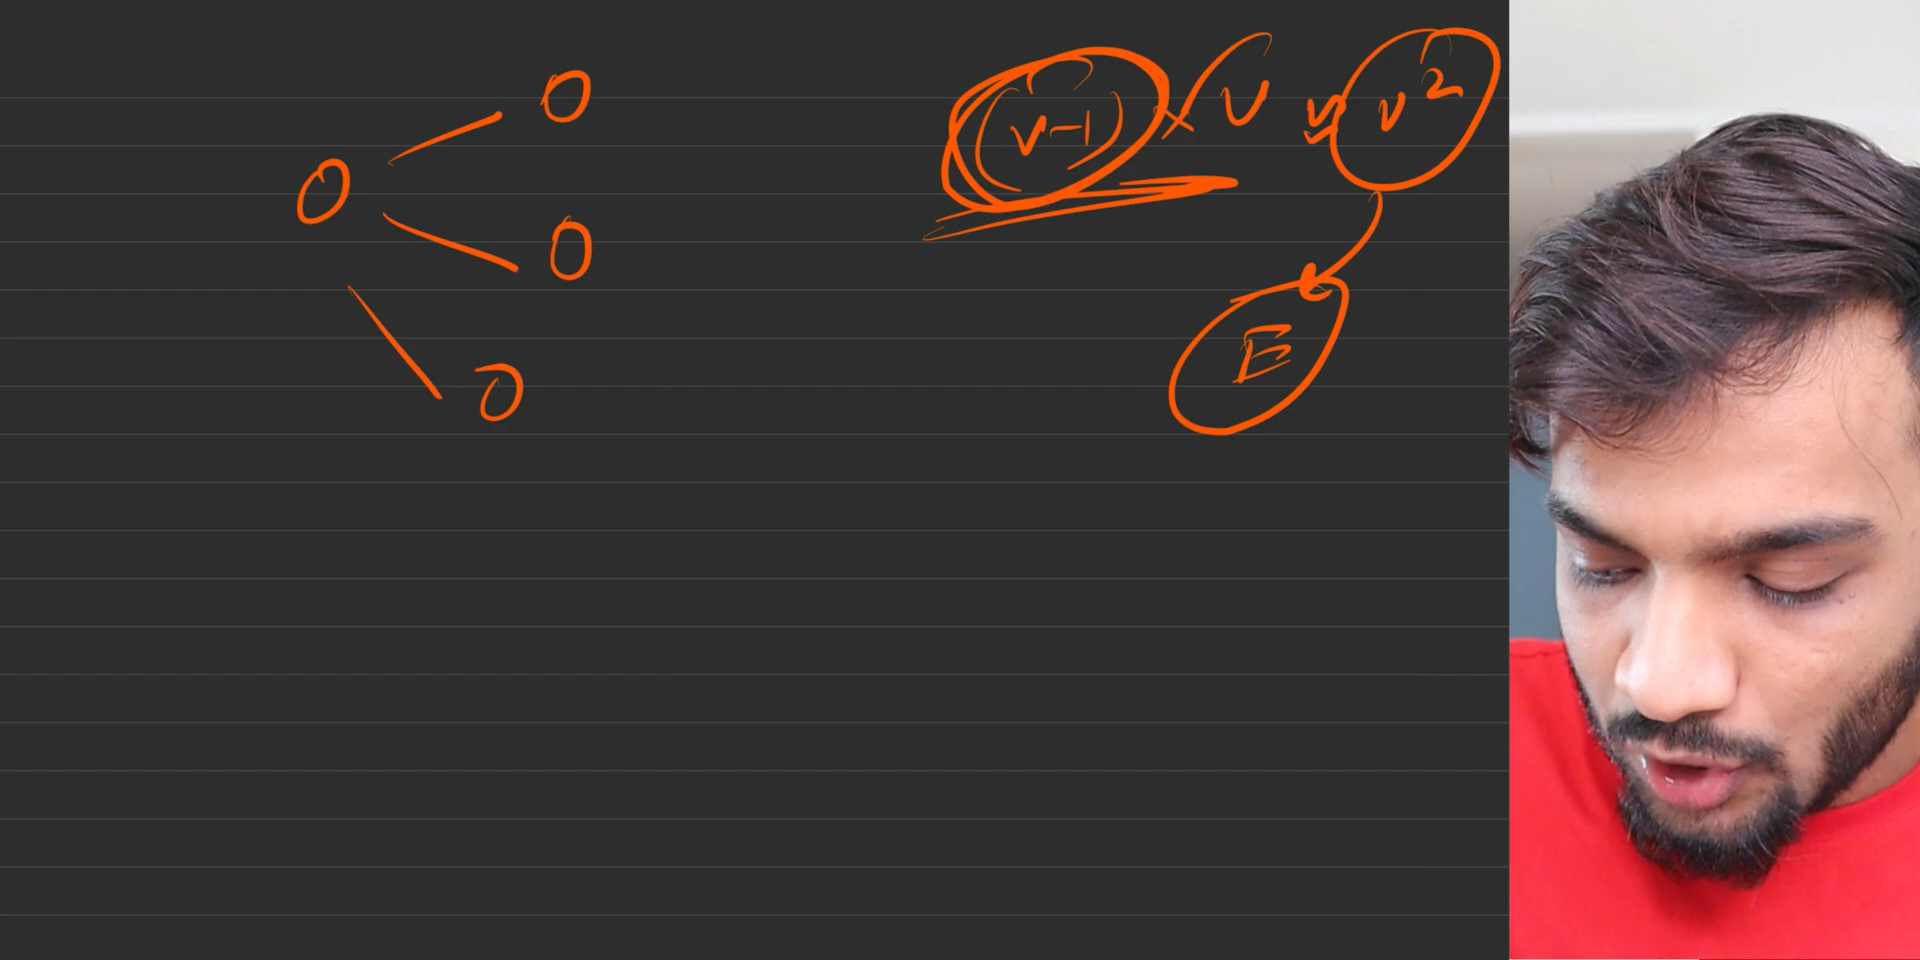 (v-1) × v ≈ v²
E
O
O
O
O